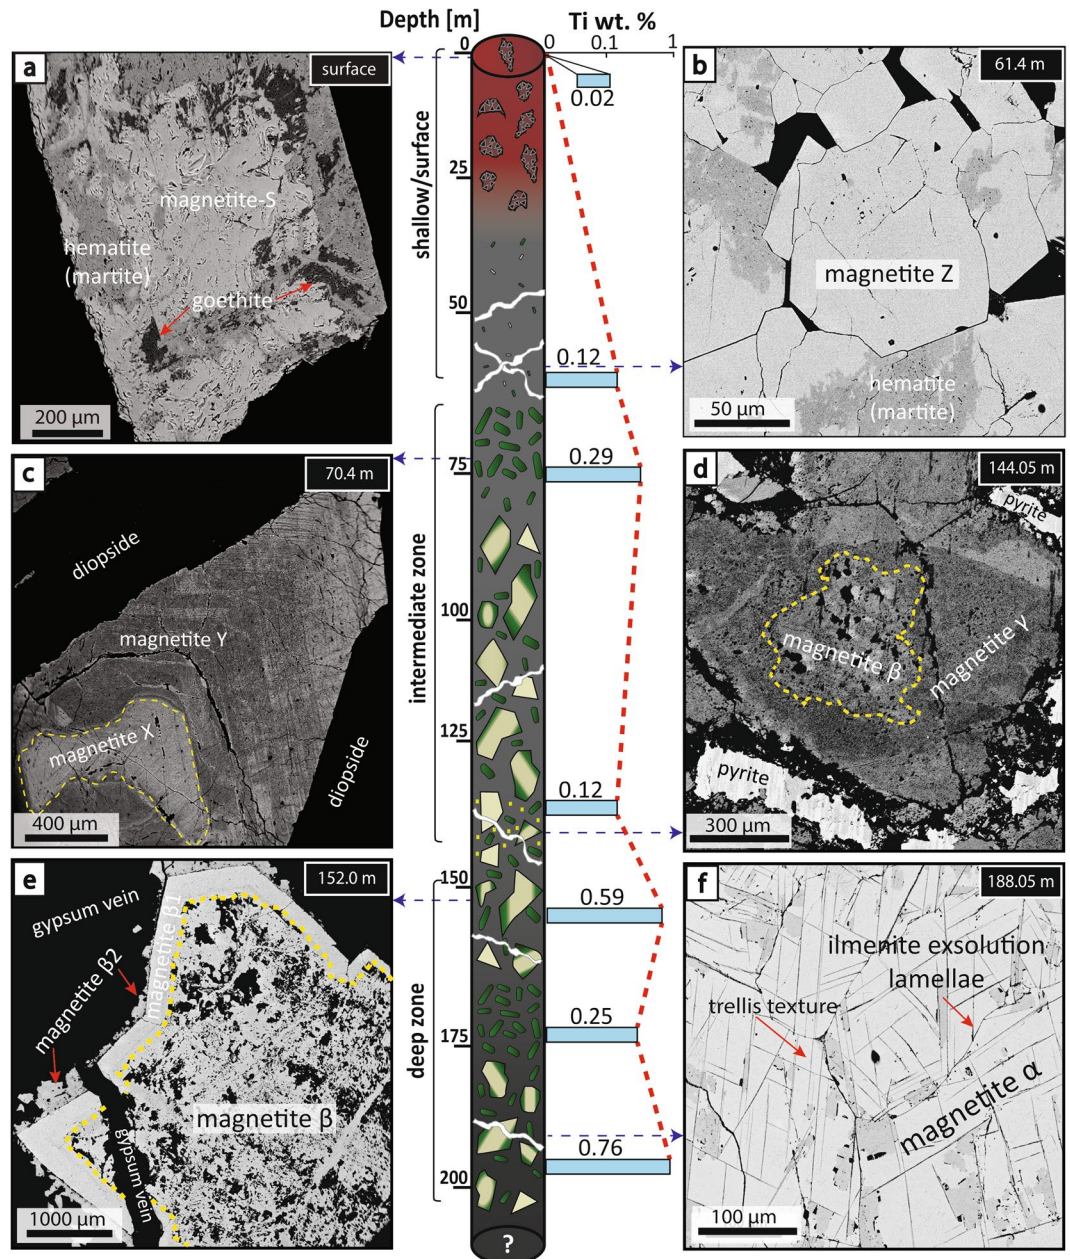 Depth [m]
Ti wt. %
0
0
0.1
1
0.02
shallow/surface
25
50
0.12
intermediate zone
75
0.29
100
125
0.12
deep zone
150
0.59
175
0.25
0.76
200
?
a
surface
magnetite-S
hematite
(martite)
goethite
200 µm
b
61.4 m
magnetite Z
hematite
(martite)
50 µm
c
70.4 m
diopside
magnetite Y
magnetite X
diopside
400 µm
d
144.05 m
pyrite
magnetite β
magnetite γ
pyrite
300 µm
e
152.0 m
gypsum vein
magnetite β1
magnetite β2
magnetite β
gypsum vein
1000 µm
f
188.05 m
ilmenite exsolution
lamellae
trellis texture
magnetite α
100 µm